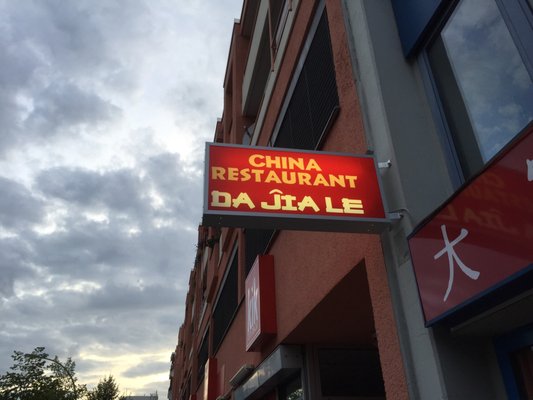 CHINA
RESTAURANT
DA JIA LE
大